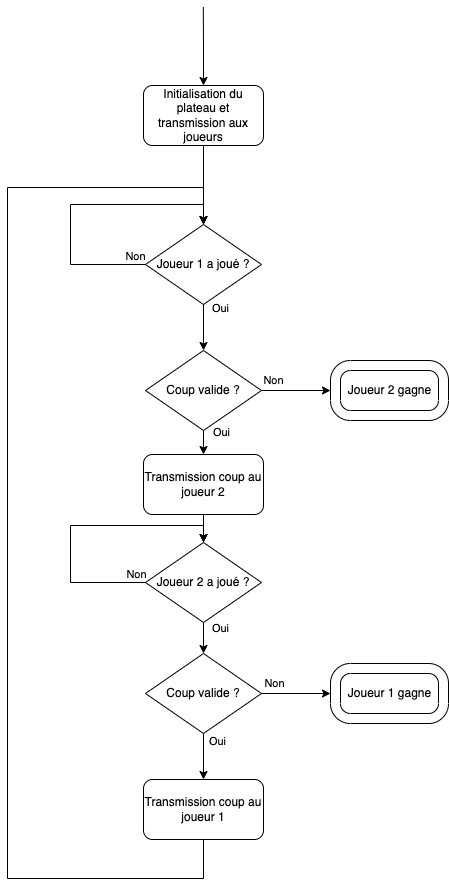 Initialisation du
plateau et
transmission aux
joueurs
Non
Joueur 1 a joué ?
Oui
Coup valide ?
Non
Joueur 2 gagne
Oui
Transmission coup au
joueur 2
Non
Joueur 2 a joué ?
Oui
Coup valide ?
Non
Joueur 1 gagne
Oui
Transmission coup au
joueur 1